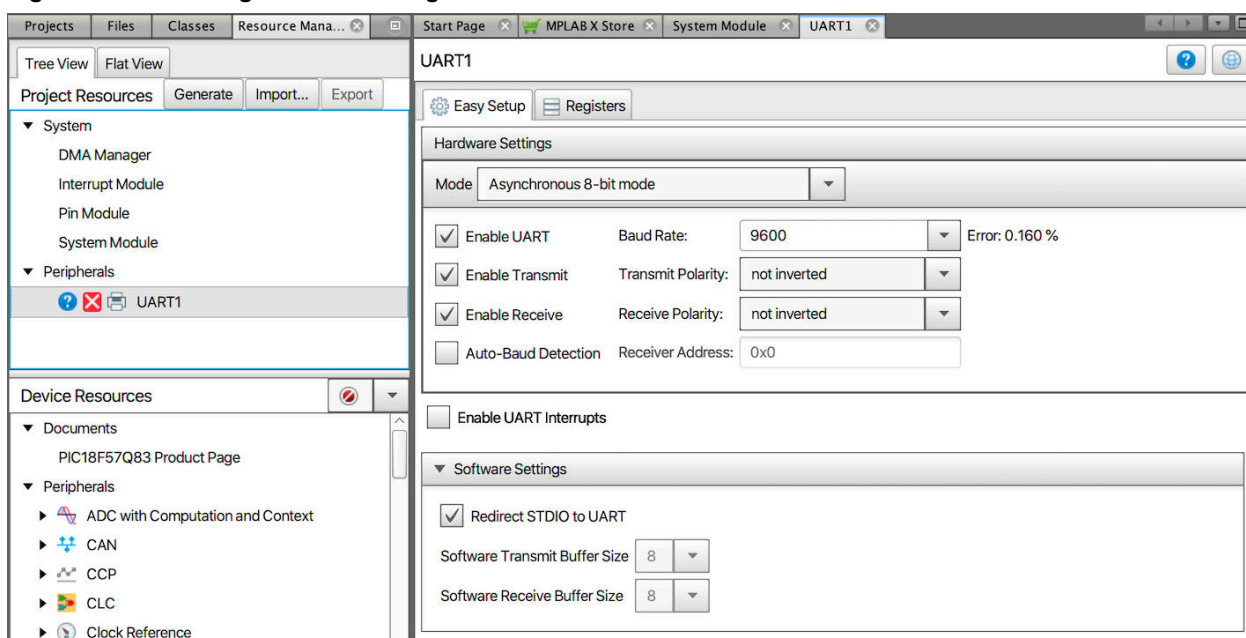 Projects Files Classes Resource Mana...
Start Page MPLAB X Store System Module UART1
Tree View Flat View
Project Resources Generate Import... Export
System
DMA Manager
Interrupt Module
Pin Module
System Module
Peripherals
UART1
Device Resources
Documents
PIC18F57Q83 Product Page
Peripherals
ADC with Computation and Context
CAN
CCP
CLC
Clock Reference
UART1
Easy Setup Registers
Hardware Settings
Mode Asynchronous 8-bit mode
Enable UART Baud Rate: 9600 Error: 0.160 %
Enable Transmit Transmit Polarity: not inverted
Enable Receive Receive Polarity: not inverted
Auto-Baud Detection Receiver Address: 0x0
Enable UART Interrupts
Software Settings
Redirect STDIO to UART
Software Transmit Buffer Size 8
Software Receive Buffer Size 8